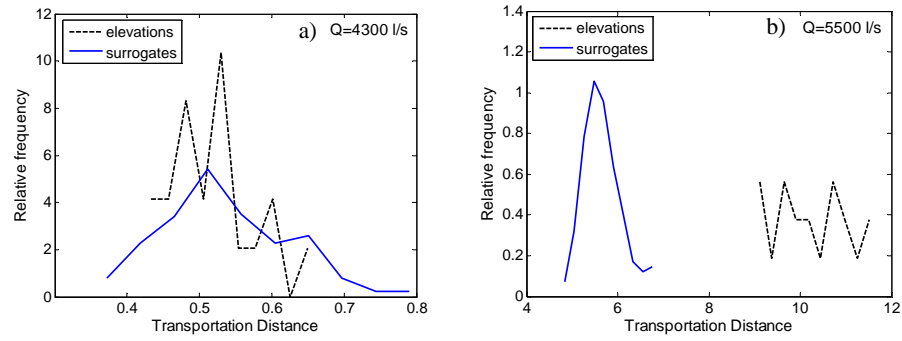 12
10
8
6
4
2
0
Relative frequency
elevations
surrogates
a)
Q=4300 l/s
0.4
0.5
0.6
0.7
0.8
Transportation Distance
1.4
1.2
1
0.8
0.6
0.4
0.2
0
Relative frequency
elevations
surrogates
b)
Q=5500 l/s
4
6
8
10
12
Transportation Distance